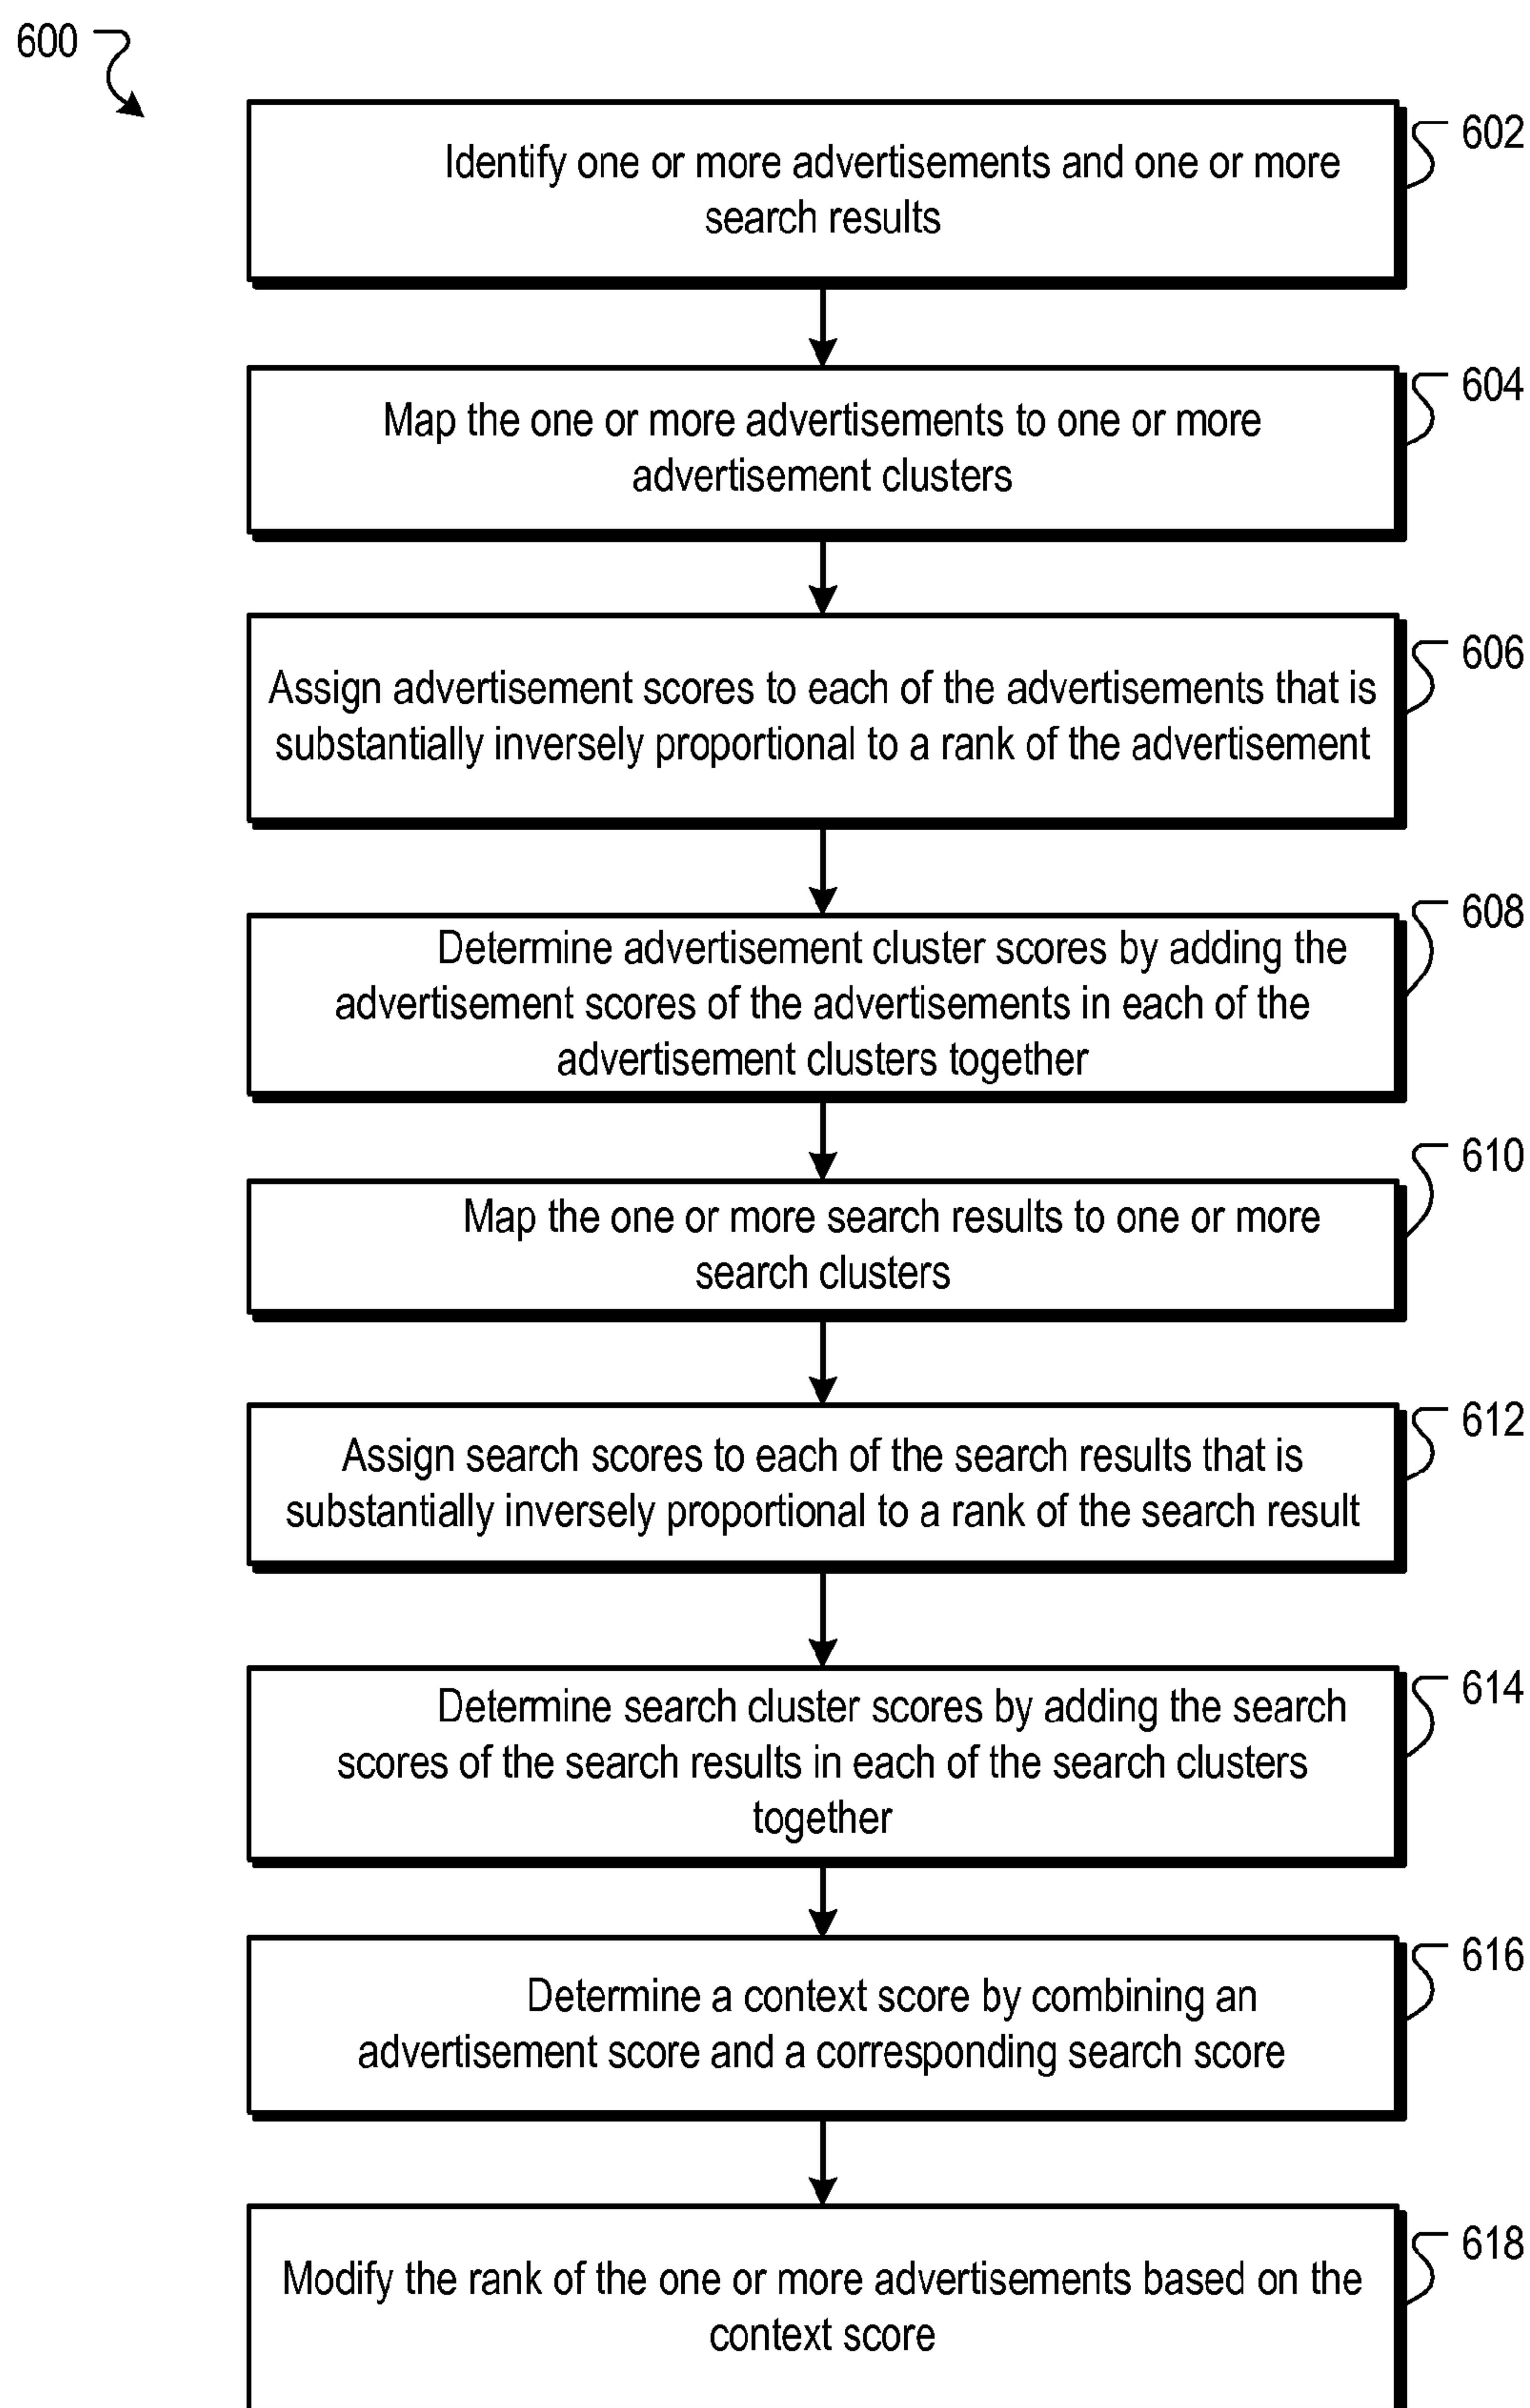 600
602
Identify one or more advertisements and one or more
search results
604
Map the one or more advertisements to one or more
advertisement clusters
606
Assign advertisement scores to each of the advertisements that is
substantially inversely proportional to a rank of the advertisement
608
Determine advertisement cluster scores by adding the
advertisement scores of the advertisements in each of the
advertisement clusters together
610
Map the one or more search results to one or more
search clusters
612
Assign search scores to each of the search results that is
substantially inversely proportional to a rank of the search result
614
Determine search cluster scores by adding the search
scores of the search results in each of the search clusters
together
616
Determine a context score by combining an
advertisement score and a corresponding search score
618
Modify the rank of the one or more advertisements based on the
context score